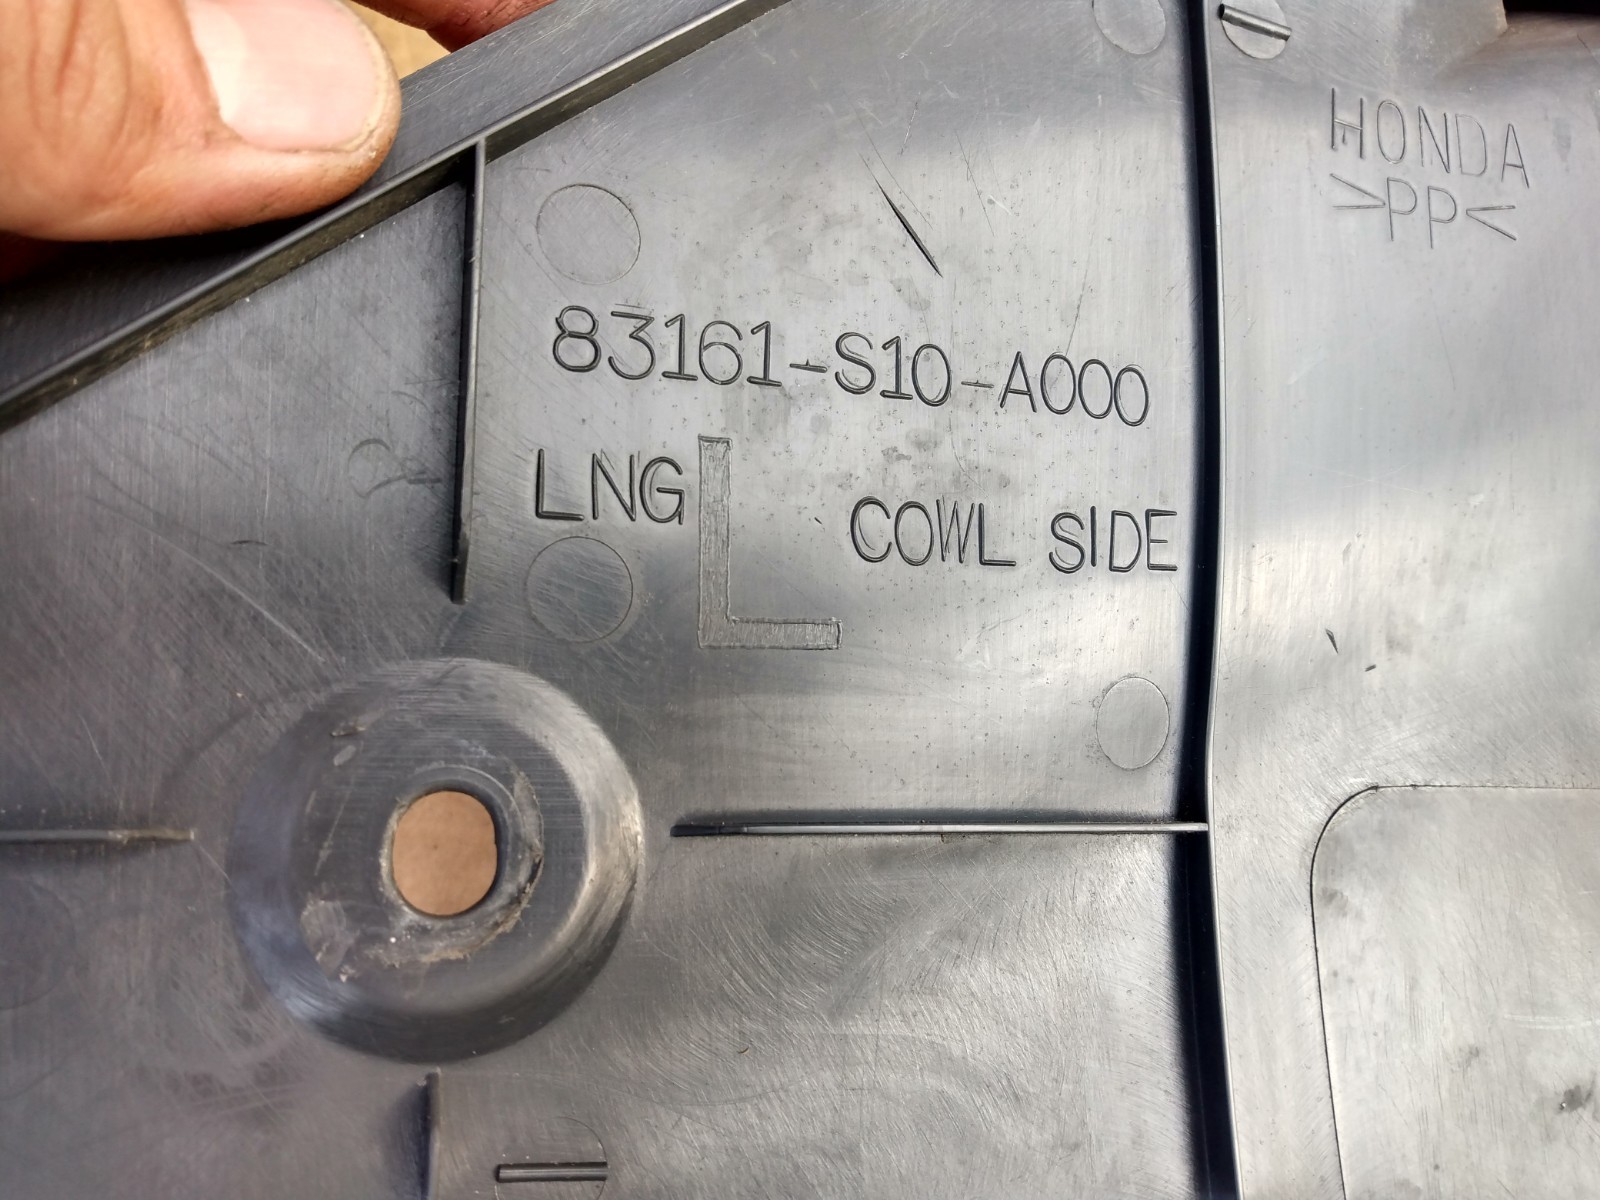 HONDA
>PP<
83161-S10-A000
LNG L COWL SIDE